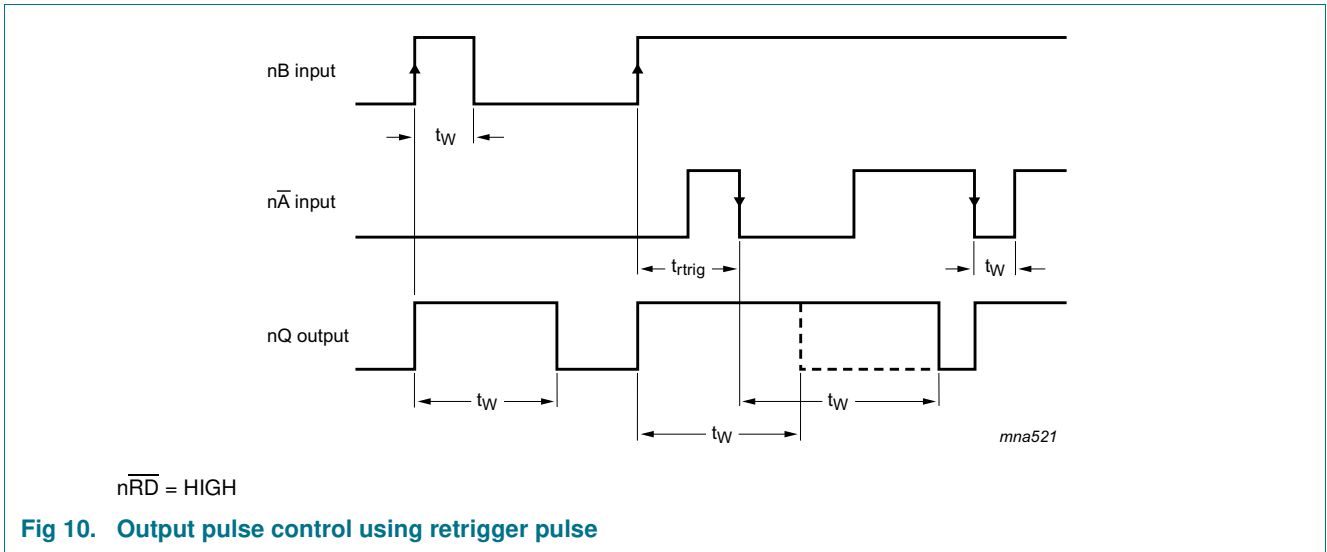 nB input
tW
nA̅ input
trtrig
tW
nQ output
tW
tW
tW
mna521
nR̅D̅ = HIGH
Fig 10. Output pulse control using retrigger pulse